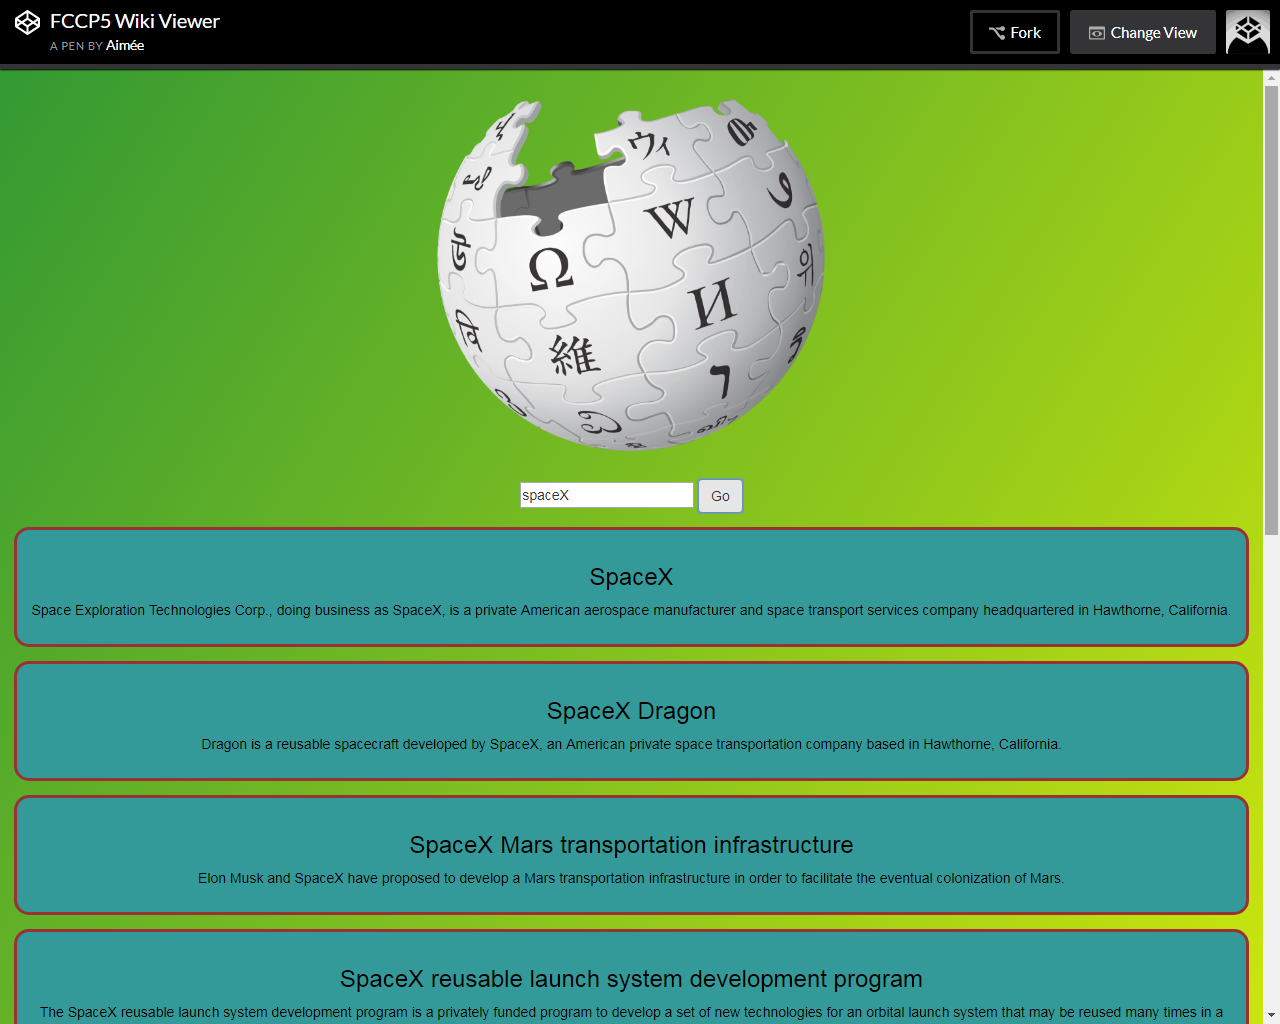 FCCP5 Wiki Viewer
A PEN BY Aimée
Fork
Change View
ウィ
W
Ω
И
維
ו
spaceX
Go
SpaceX
Space Exploration Technologies Corp., doing business as SpaceX, is a private American aerospace manufacturer and space transport services company headquartered in Hawthorne, California.
SpaceX Dragon
Dragon is a reusable spacecraft developed by SpaceX, an American private space transportation company based in Hawthorne, California.
SpaceX Mars transportation infrastructure
Elon Musk and SpaceX have proposed to develop a Mars transportation infrastructure in order to facilitate the eventual colonization of Mars.
SpaceX reusable launch system development program
The SpaceX reusable launch system development program is a privately funded program to develop a set of new technologies for an orbital launch system that may be reused many times in a